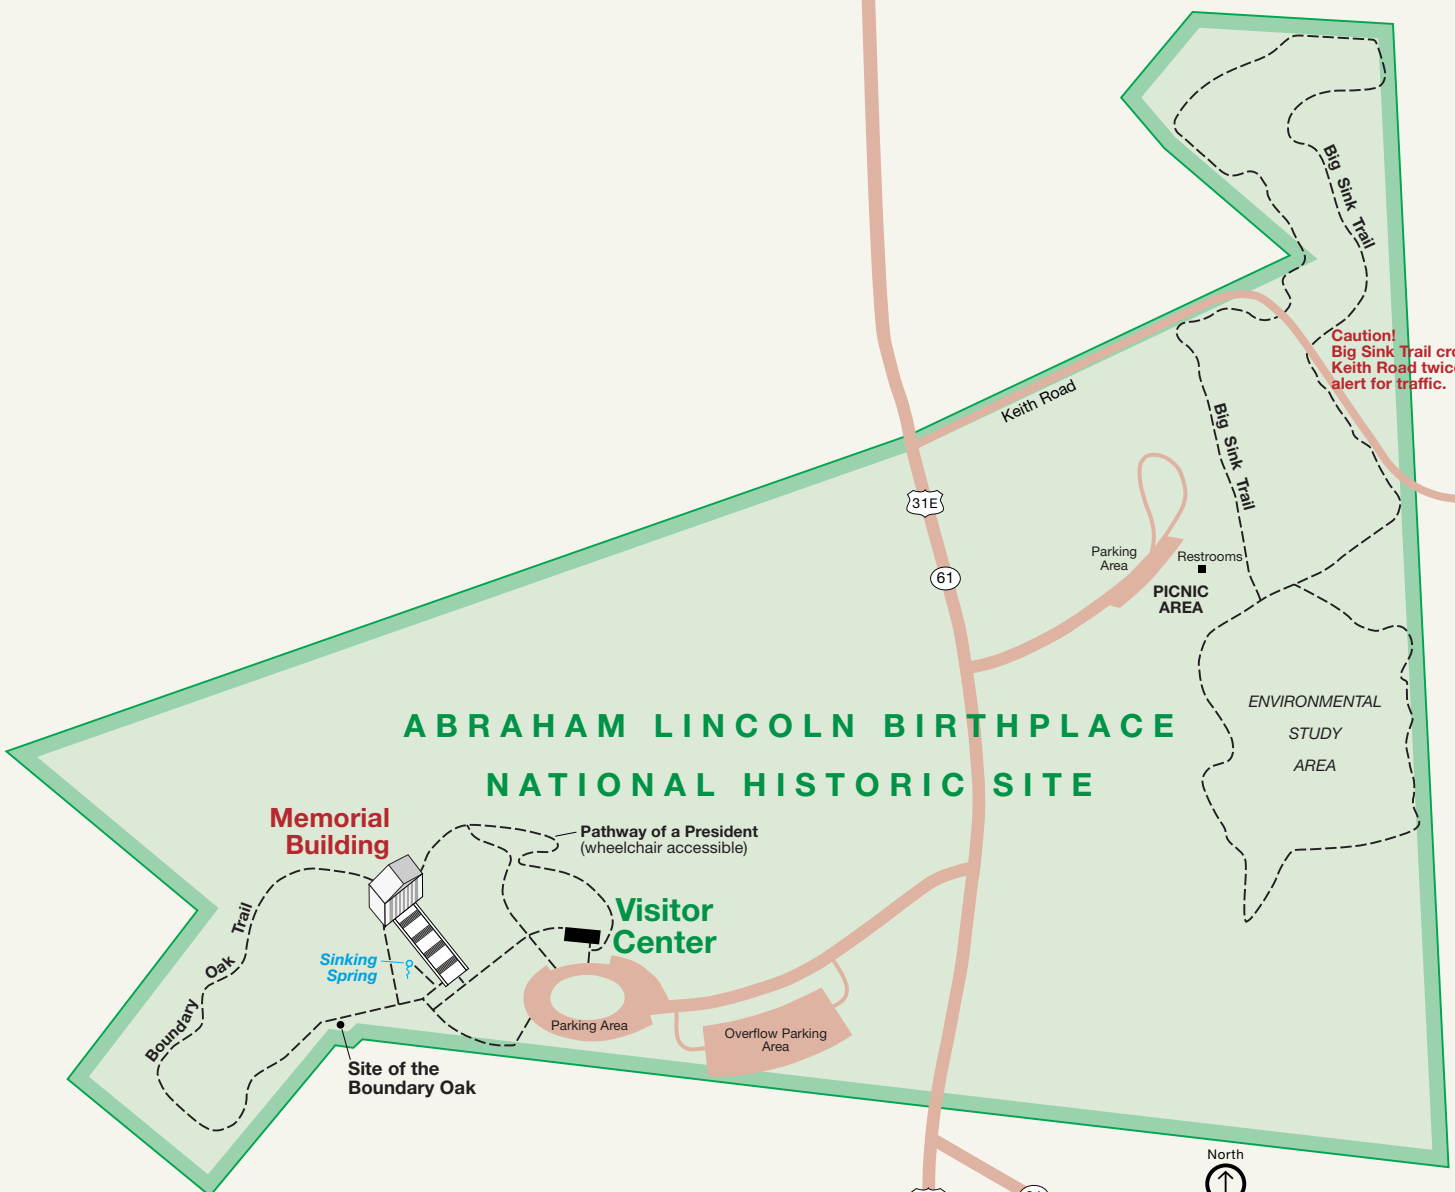 Big Sink Trail
Caution!
Big Sink Trail
Keith Road
alert for traffic.
Keith Road
Big Sink Trail
31E
Parking
Area
Restrooms
61
PICNIC
AREA
ENVIRONMENTAL
STUDY
AREA
ABRAHAM LINCOLN BIRTHPLACE
NATIONAL HISTORIC SITE
Memorial
Building
Pathway of a President
(wheelchair accessible)
Visitor
Center
Boundary Oak Trail
Sinking
Spring
Parking Area
Overflow Parking
Area
Site of the
Boundary Oak
North